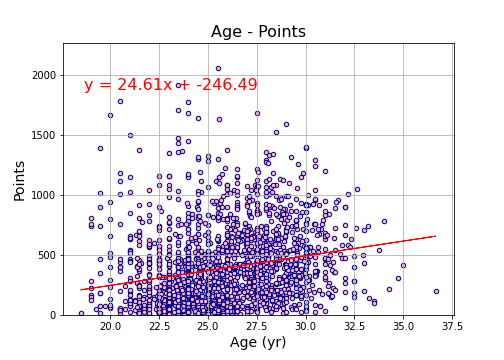 Age - Points
y = 24.61x + -246.49
Points
2000
1500
1000
500
0
20.0 22.5 25.0 27.5 30.0 32.5 35.0 37.5
Age (yr)